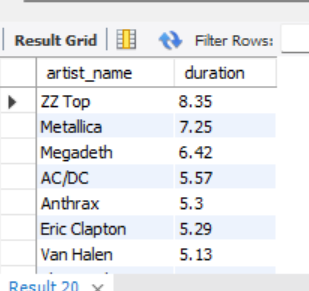 Result Grid Filter Rows:
artist_name duration
ZZ Top 8.35
Metallica 7.25
Megadeth 6.42
AC/DC 5.57
Anthrax 5.3
Eric Clapton 5.29
Van Halen 5.13
Result 20 ×